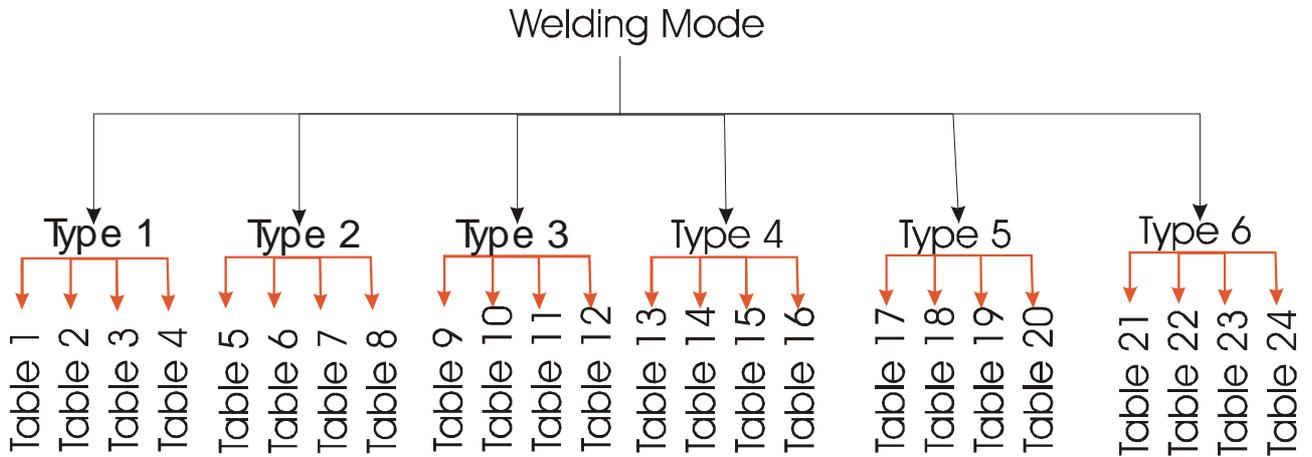 Welding Mode
Type 1
Type 2
Type 3
Type 4
Type 5
Type 6
Table 1
Table 2
Table 3
Table 4
Table 5
Table 6
Table 7
Table 8
Table 9
Table 10
Table 11
Table 12
Table 13
Table 14
Table 15
Table 16
Table 17
Table 18
Table 19
Table 20
Table 21
Table 22
Table 23
Table 24